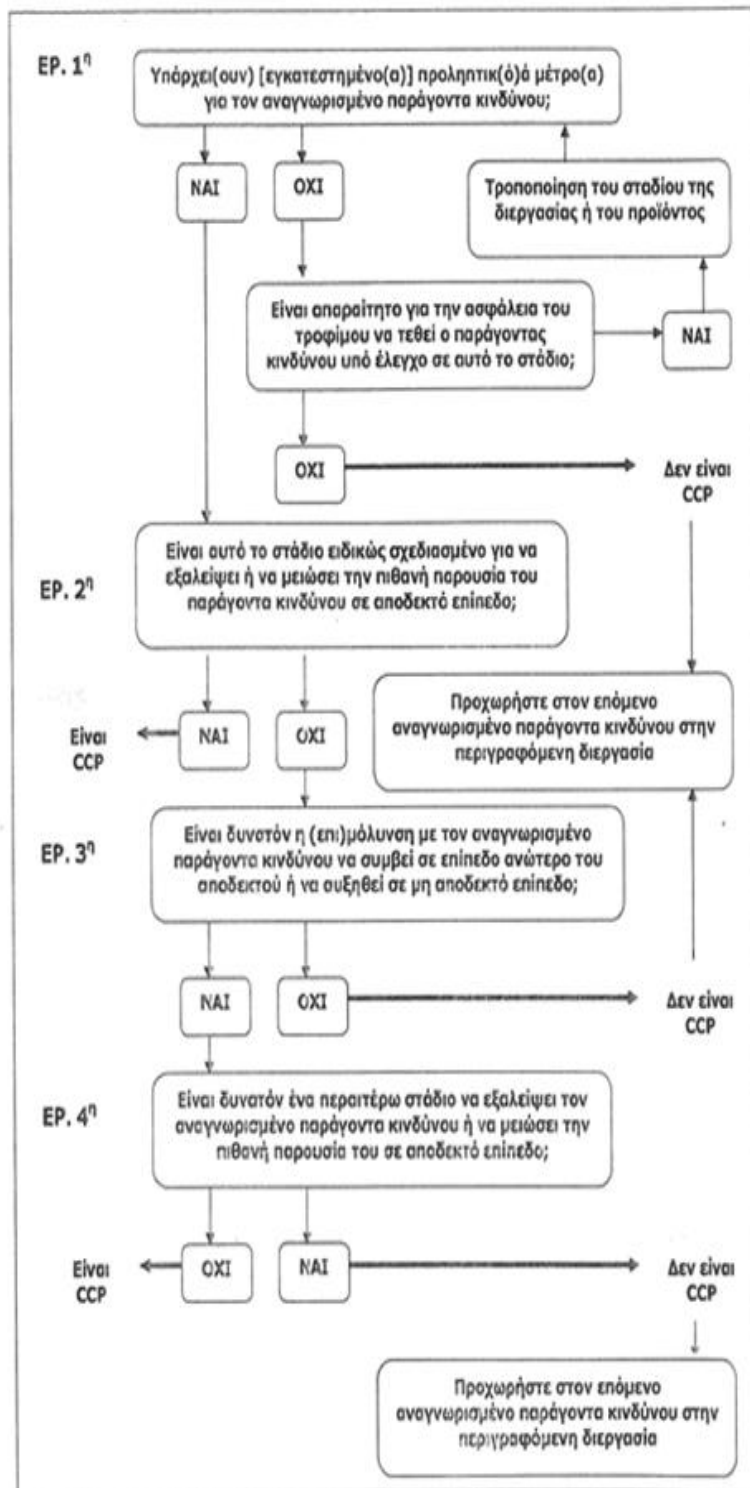 ΕΡ. 1η
Υπάρχει(ουν) [εγκατεστημένο(α)] προληπτικ(ό)ά μέτρο(α)
για τον αναγνωρισμένο παράγοντα κινδύνου;
ΝΑΙ
ΟΧΙ
Τροποποίηση του σταδίου της
διεργασίας ή του προϊόντος
Είναι απαραίτητο για την ασφάλεια του
τροφίμου να τεθεί ο παράγοντας
κινδύνου υπό έλεγχο σε αυτό το στάδιο;
ΝΑΙ
ΟΧΙ
Δεν είναι
CCP
ΕΡ. 2η
Είναι αυτό το στάδιο ειδικώς σχεδιασμένο για να
εξαλείψει ή να μειώσει την πιθανή παρουσία του
παράγοντα κινδύνου σε αποδεκτό επίπεδο;
Είναι
CCP
ΝΑΙ
ΟΧΙ
Προχωρήστε στον επόμενο
αναγνωρισμένο παράγοντα κινδύνου στην
περιγραφόμενη διεργασία
ΕΡ. 3η
Είναι δυνατόν η (επι)μόλυνση με τον αναγνωρισμένο
παράγοντα κινδύνου να συμβεί σε επίπεδο ανώτερο του
αποδεκτού ή να αυξηθεί σε μη αποδεκτό επίπεδο;
ΝΑΙ
ΟΧΙ
Δεν είναι
CCP
ΕΡ. 4η
Είναι δυνατόν ένα περαιτέρω στάδιο να εξαλείψει τον
αναγνωρισμένο παράγοντα κινδύνου ή να μειώσει την
πιθανή παρουσία του σε αποδεκτό επίπεδο;
Είναι
CCP
ΟΧΙ
ΝΑΙ
Δεν είναι
CCP
Προχωρήστε στον επόμενο
αναγνωρισμένο παράγοντα κινδύνου στην
περιγραφόμενη διεργασία